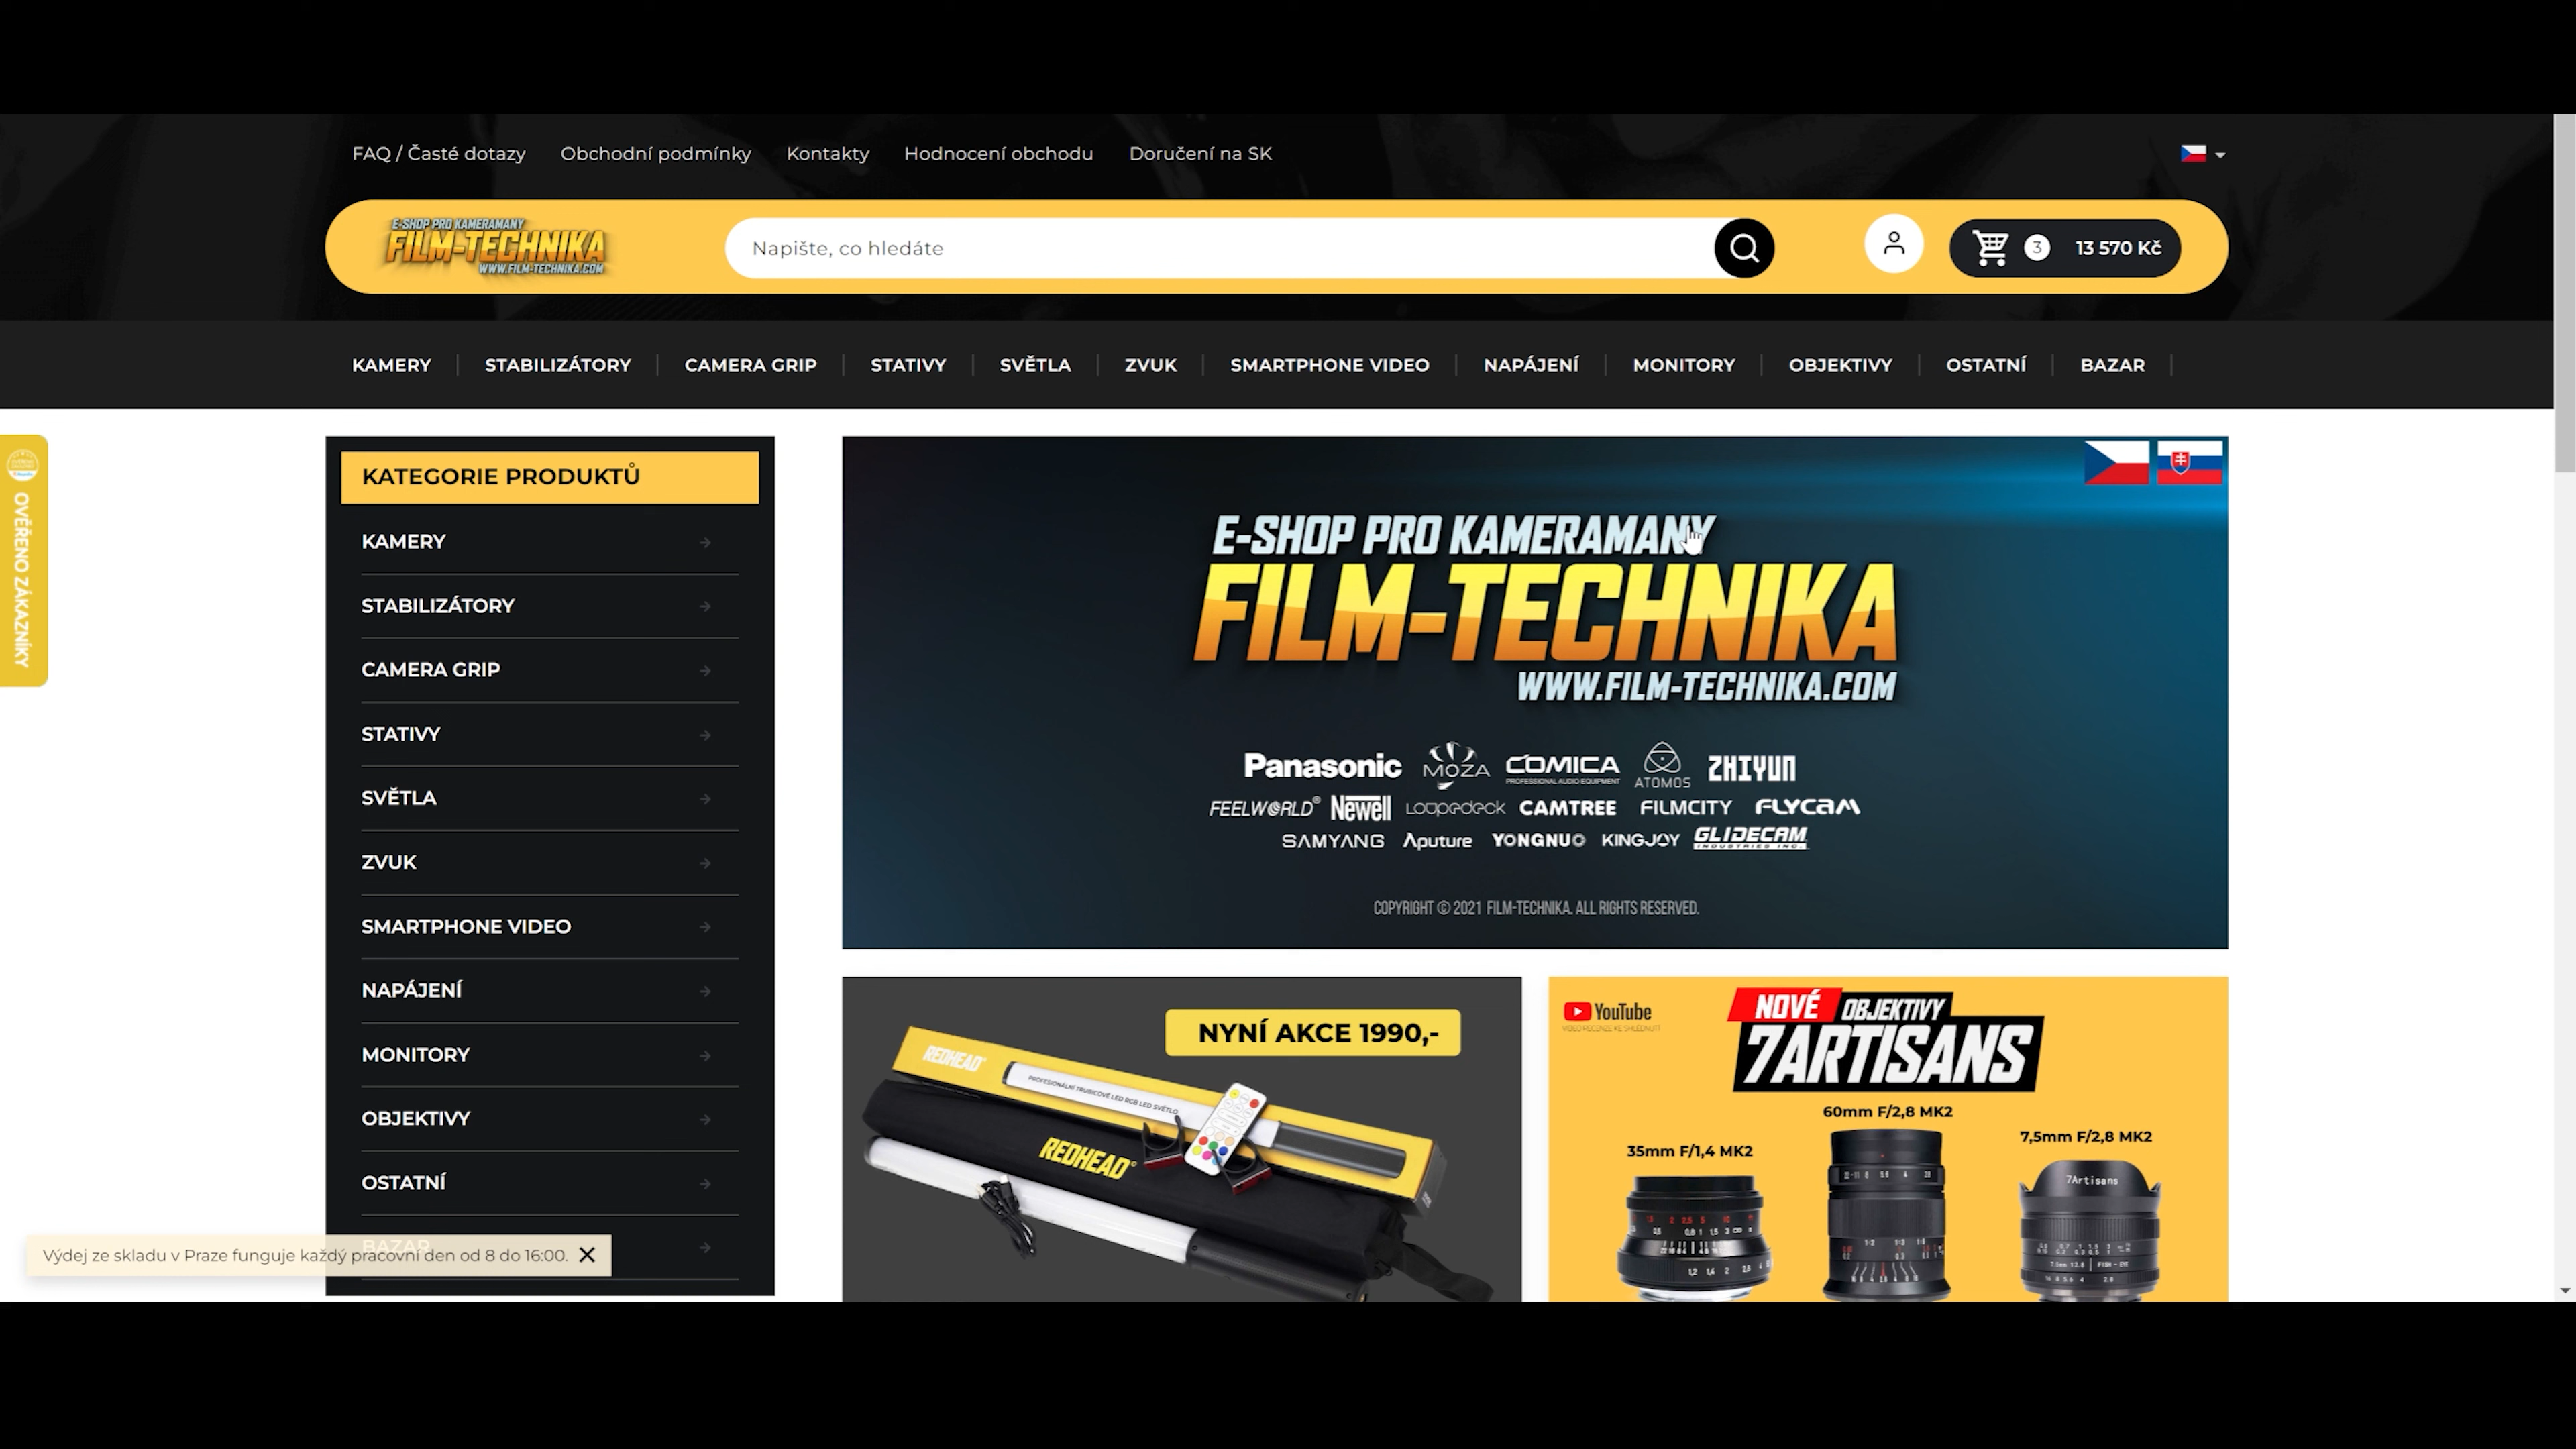 FAQ / Časté dotazy Obchodní podmínky Kontakty Hodnocení obchodu Doručení na SK
E-SHOP PRO KAMERAMANY
FILM-TECHNIKA
WWW.FILM-TECHNIKA.COM
Napište, co hledáte
3 13 570 Kč
KAMERY STABILIZÁTORY CAMERA GRIP STATIVY SVĚTLA ZVUK SMARTPHONE VIDEO NAPÁJENÍ MONITORY OBJEKTIVY OSTATNÍ BAZAR
OVĚŘENO ZÁKAZNÍKY
KATEGORIE PRODUKTŮ
KAMERY
STABILIZÁTORY
CAMERA GRIP
STATIVY
SVĚTLA
ZVUK
SMARTPHONE VIDEO
NAPÁJENÍ
MONITORY
OBJEKTIVY
OSTATNÍ
BAZAR
Výdej ze skladu v Praze funguje každý pracovní den od 8 do 16:00.
E-SHOP PRO KAMERAMANY
FILM-TECHNIKA
WWW.FILM-TECHNIKA.COM
Panasonic MOZA COMICA PROFESSIONAL AUDIO EQUIPMENT ATOMOS ZHIYUN
FEELWORLD® Newell Loupedeck CAMTREE FILMCITY FLYCAM
SAMYANG Aputure YONGNUO KINGJOY GLIDECAM INDUSTRIES INC.
COPYRIGHT © 2021 FILM-TECHNIKA. ALL RIGHTS RESERVED.
NYNÍ AKCE 1990,-
REDHEAD
PROFESIONÁLNÍ TRUBICOVÉ LED RGB LED SVĚTLO
REDHEAD
YouTube
VIDEO RECENZE KE SHLÉDNUTÍ
NOVÉ OBJEKTIVY
7ARTISANS
60mm F/2,8 MK2
35mm F/1,4 MK2
7,5mm F/2,8 MK2
7Artisans